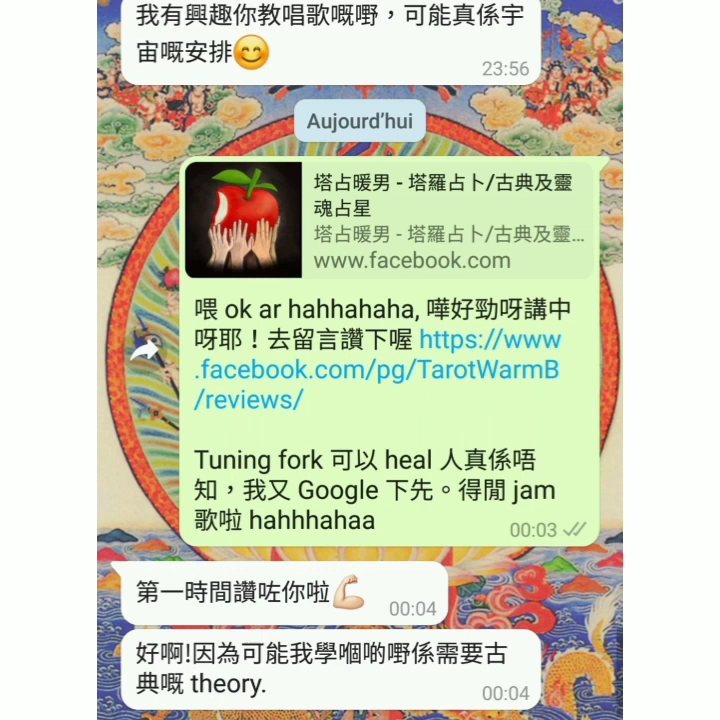 我有興趣你教唱歌嘅嘢，可能真係宇
宙嘅安排😊
23:56
Aujourd’hui
塔占暖男 - 塔羅占卜/古典及靈
魂占星
塔占暖男 - 塔羅占卜/古典及靈...
www.facebook.com
喂 ok ar hahhahaha, 嘩好勁呀講中
呀耶！去留言讚下喔 https://www
.facebook.com/pg/TarotWarmB
/reviews/
Tuning fork 可以 heal 人真係唔
知，我又 Google 下先。得閒 jam
歌啦 hahhhahaa
00:03
第一時間讚咗你啦💪🏻
00:04
好啊!因為可能我學嗰啲嘢係需要古
典嘅 theory.
00:04